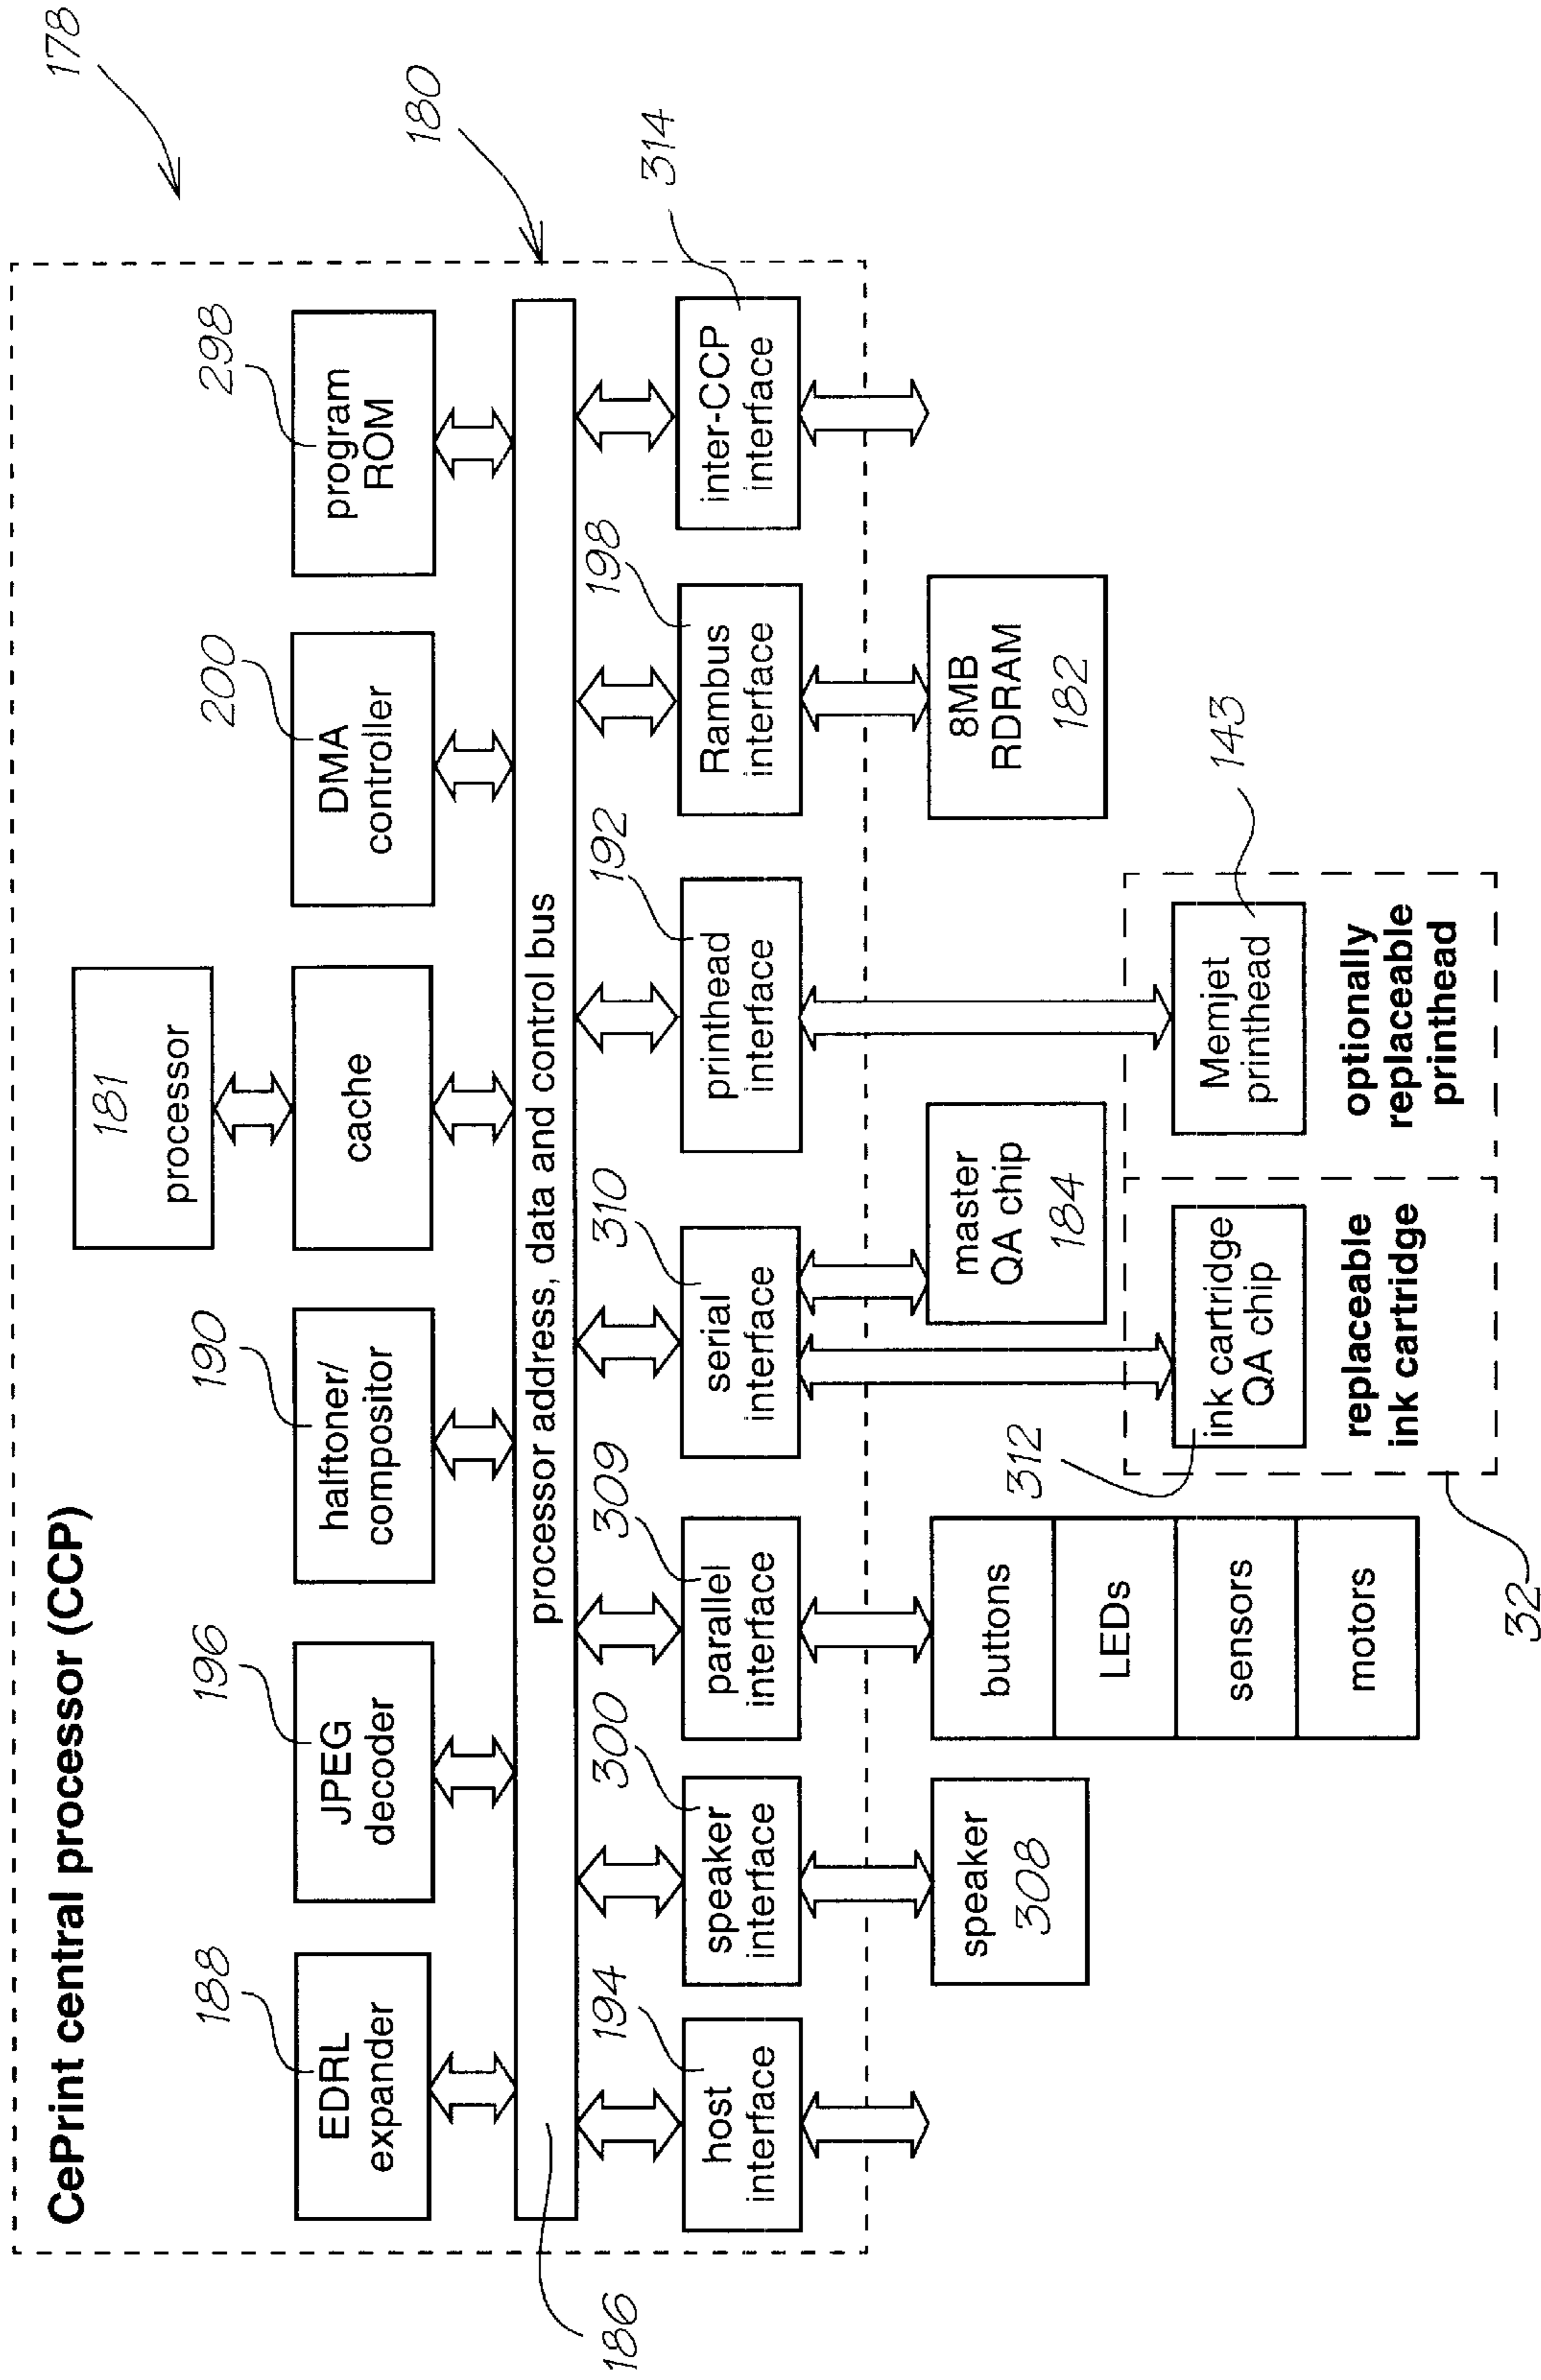 178
CePrint central processor (CCP)
181
processor
188
196
190
200
298
EDRL
expander
JPEG
decoder
halftoner/
compositor
cache
DMA
controller
program
ROM
180
processor address, data and control bus
186
194
300
309
310
192
198
314
host
interface
speaker
interface
parallel
interface
serial
interface
printhead
interface
Rambus
interface
inter-CCP
interface
speaker
308
buttons
LEDs
sensors
motors
master
QA chip
184
8MB
RDRAM
182
312
ink cartridge
QA chip
replaceable
ink cartridge
143
Memjet
printhead
optionally
replaceable
printhead
32